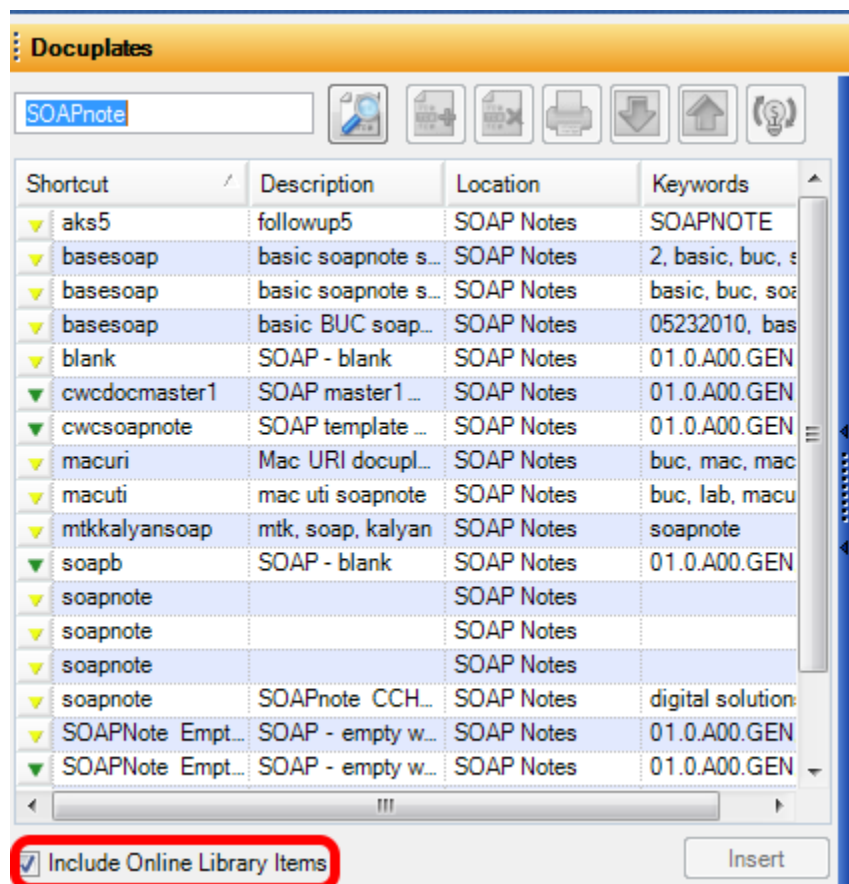 Docuplates
SOAPnote
Shortcut Description Location Keywords
aks5 followup5 SOAP Notes SOAPNOTE
basesoap basic soapnote s... SOAP Notes 2, basic, buc, s
basesoap basic soapnote s... SOAP Notes basic, buc, soa
basesoap basic BUC soap... SOAP Notes 05232010, bas
blank SOAP - blank SOAP Notes 01.0.A00.GEN
cwcdocmaster1 SOAP master1 ... SOAP Notes 01.0.A00.GEN
cwcsoapnote SOAP template ... SOAP Notes 01.0.A00.GEN
macuri Mac URI docupl... SOAP Notes buc, mac, mac
macuti mac uti soapnote SOAP Notes buc, lab, macu
mtkkalyansoap mtk, soap, kalyan SOAP Notes soapnote
soapb SOAP - blank SOAP Notes 01.0.A00.GEN
soapnote SOAP Notes
soapnote SOAP Notes
soapnote SOAP Notes
soapnote SOAPnote CCH... SOAP Notes digital solution
SOAPNote Empt... SOAP - empty w... SOAP Notes 01.0.A00.GEN
SOAPNote Empt... SOAP - empty w... SOAP Notes 01.0.A00.GEN
Include Online Library Items Insert